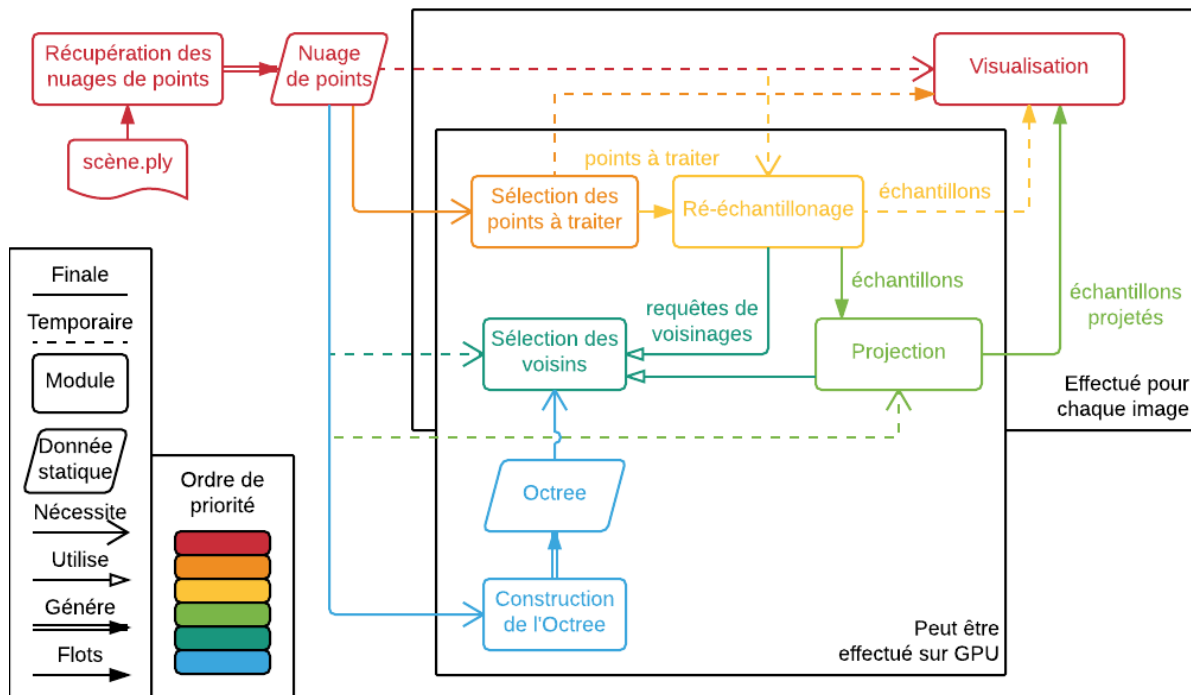 Récupération des
nuages de points
Nuage
de points
Visualisation
scène.ply
points à traiter
Sélection des
points à traiter
Ré-échantillonage
échantillons
échantillons
requêtes de
voisinages
échantillons
projetés
Sélection des
voisins
Projection
Effectué pour
chaque image
Octree
Construction
de l'Octree
Peut être
effectué sur GPU
Finale
Temporaire
Module
Donnée
statique
Nécessite
Utilise
Génére
Flots
Ordre de
priorité